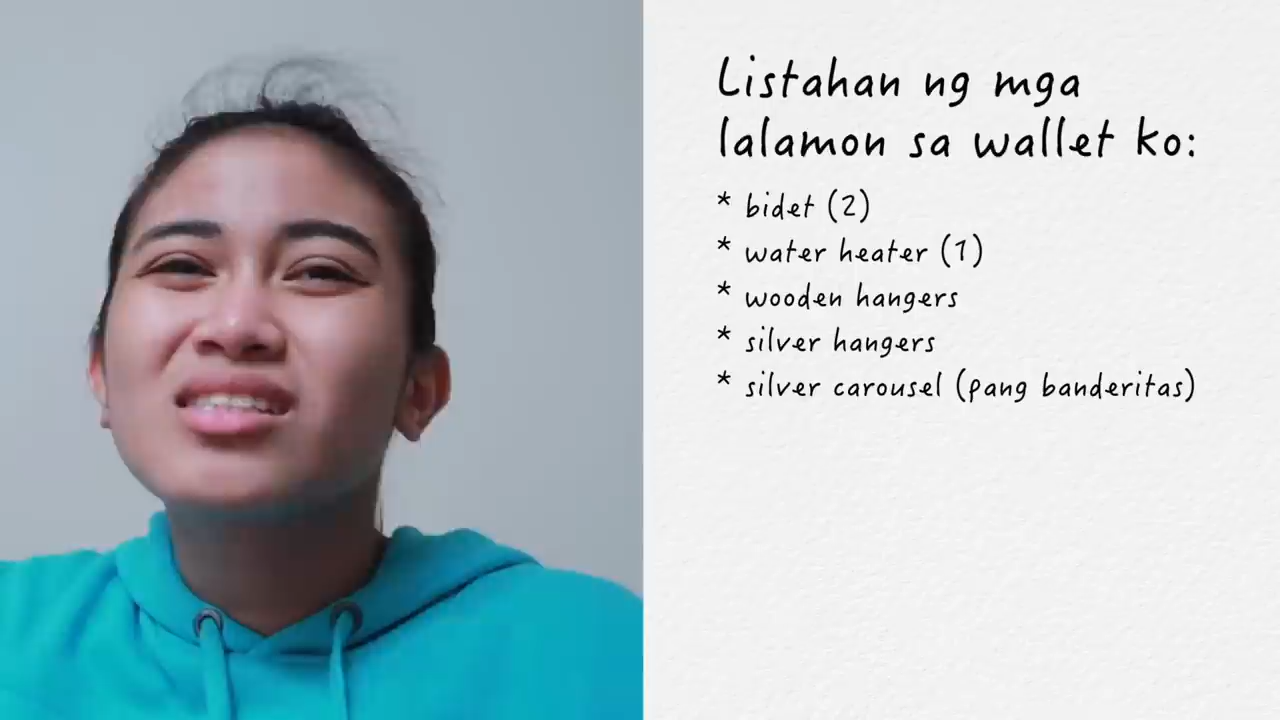 Listahan ng mga
lalamon sa wallet ko:
* bidet (2)
* water heater (1)
* wooden hangers
* silver hangers
* silver carousel (pang banderitas)